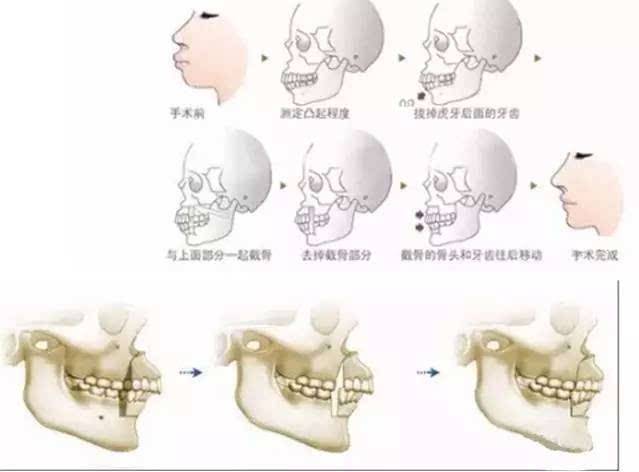 手术前
测定凸起程度
拔掉虎牙后面的牙齿
与上面部分一起截骨
去掉截骨部分
截骨的骨头和牙齿往后移动
手术完成